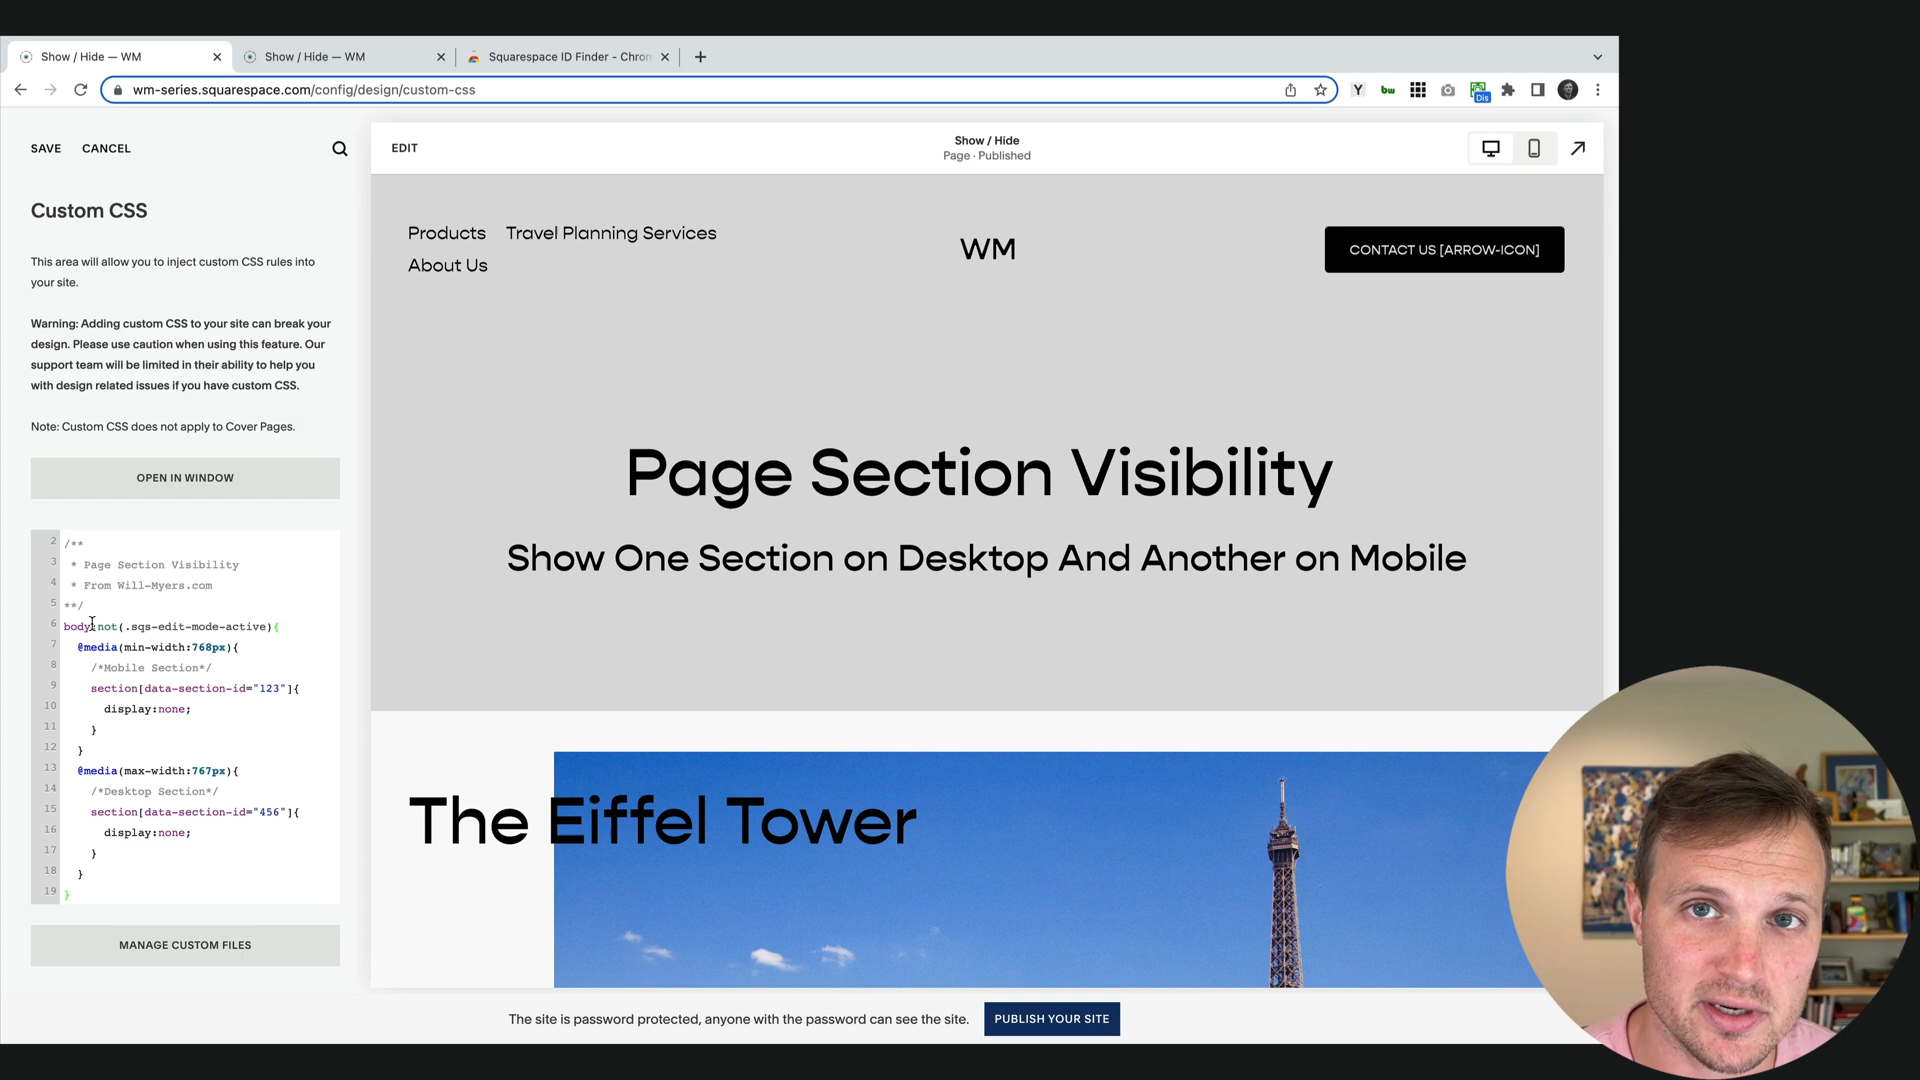 Show / Hide — WM
Show / Hide — WM
Squarespace ID Finder - Chrom
wm-series.squarespace.com/config/design/custom-css
Y
bw
Dis
SAVE
CANCEL
EDIT
Show / Hide
Page · Published
Custom CSS
This area will allow you to inject custom CSS rules into
your site.
Warning: Adding custom CSS to your site can break your
design. Please use caution when using this feature. Our
support team will be limited in their ability to help you
with design related issues if you have custom CSS.
Note: Custom CSS does not apply to Cover Pages.
OPEN IN WINDOW
2 /**
3 * Page Section Visibility
4 * From Will-Myers.com
5 **/
6 body:not(.sqs-edit-mode-active){
7 @media(min-width:768px){
8 /*Mobile Section*/
9 section[data-section-id="123"]{
10 display:none;
11 }
12 }
13 @media(max-width:767px){
14 /*Desktop Section*/
15 section[data-section-id="456"]{
16 display:none;
17 }
18 }
19 }
MANAGE CUSTOM FILES
Products Travel Planning Services
About Us
WM
CONTACT US [ARROW-ICON]
Page Section Visibility
Show One Section on Desktop And Another on Mobile
The Eiffel Tower
The site is password protected, anyone with the password can see the site.
PUBLISH YOUR SITE